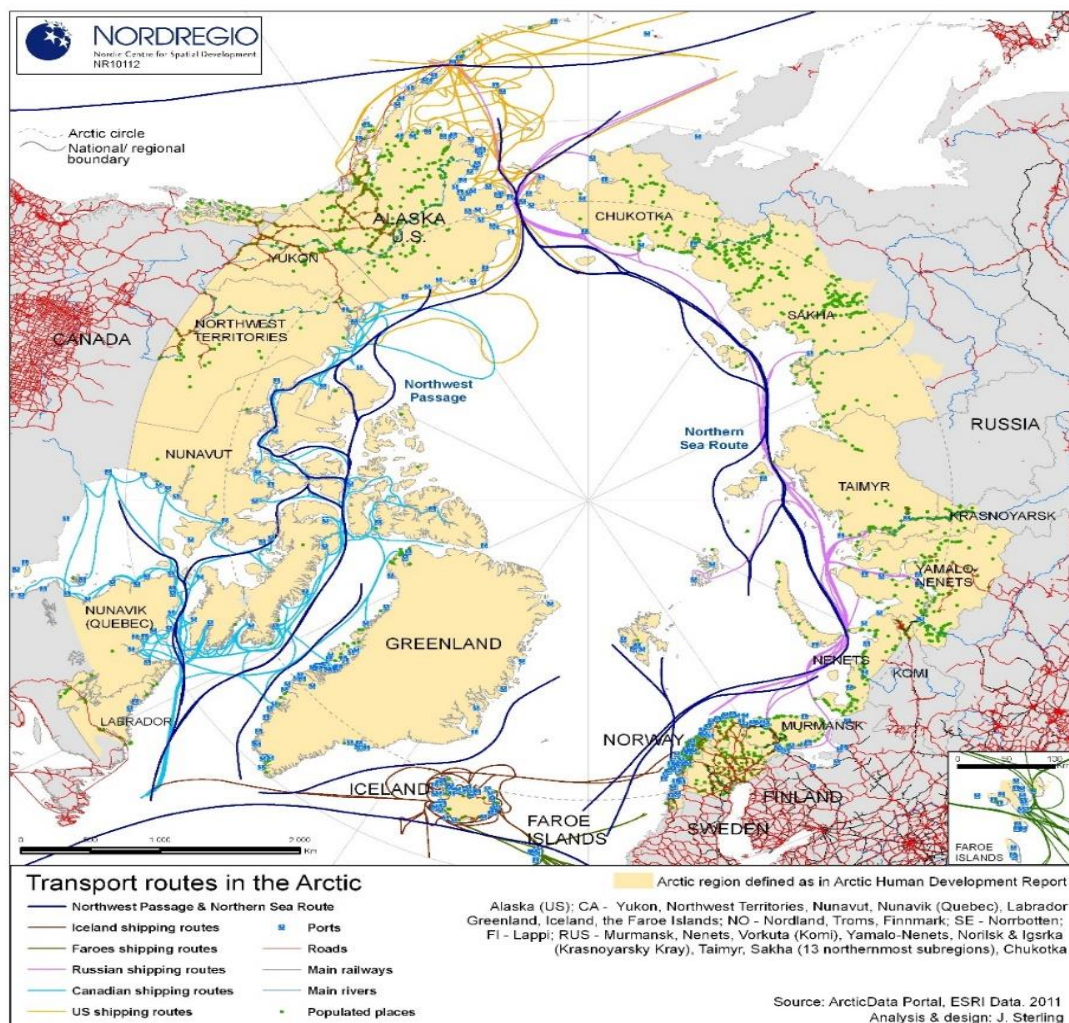 NORDREGIO
Nordic Centre for Spatial Development
NR10112
Arctic circle
National/ regional
boundary
ALASKA
U.S.
CHUKOTKA
YUKON
SAKHA
NORTHWEST
TERRITORIES
CANADA
Northwest
Passage
Northern
Sea Route
RUSSIA
NUNAVUT
TAIMYR
KRASNOYARSK
YAMALO-
NENETS
NUNAVIK
(QUEBEC)
GREENLAND
NENETS
KOMI
LABRADOR
MURMANSK
NORWAY
ICELAND
FINLAND
FAROE
ISLANDS
SWEDEN
0 500 1 000 2 000
Km
0 130
Km
FAROE
ISLANDS
Transport routes in the Arctic
Northwest Passage & Northern Sea Route
Iceland shipping routes
Faroes shipping routes
Russian shipping routes
Canadian shipping routes
US shipping routes
Ports
Roads
Main railways
Main rivers
Populated places
Arctic region defined as in Arctic Human Development Report
Alaska (US); CA - Yukon, Northwest Territories, Nunavut, Nunavik (Quebec), Labrador
Greenland, Iceland, the Faroe Islands; NO - Nordland, Troms, Finnmark; SE - Norrbotten;
FI - Lappi; RUS - Murmansk, Nenets, Vorkuta (Komi), Yamalo-Nenets, Norilsk & Igsrka
(Krasnoyarsky Kray), Taimyr, Sakha (13 northernmost subregions), Chukotka
Source: ArcticData Portal, ESRI Data. 2011
Analysis & design: J. Sterling